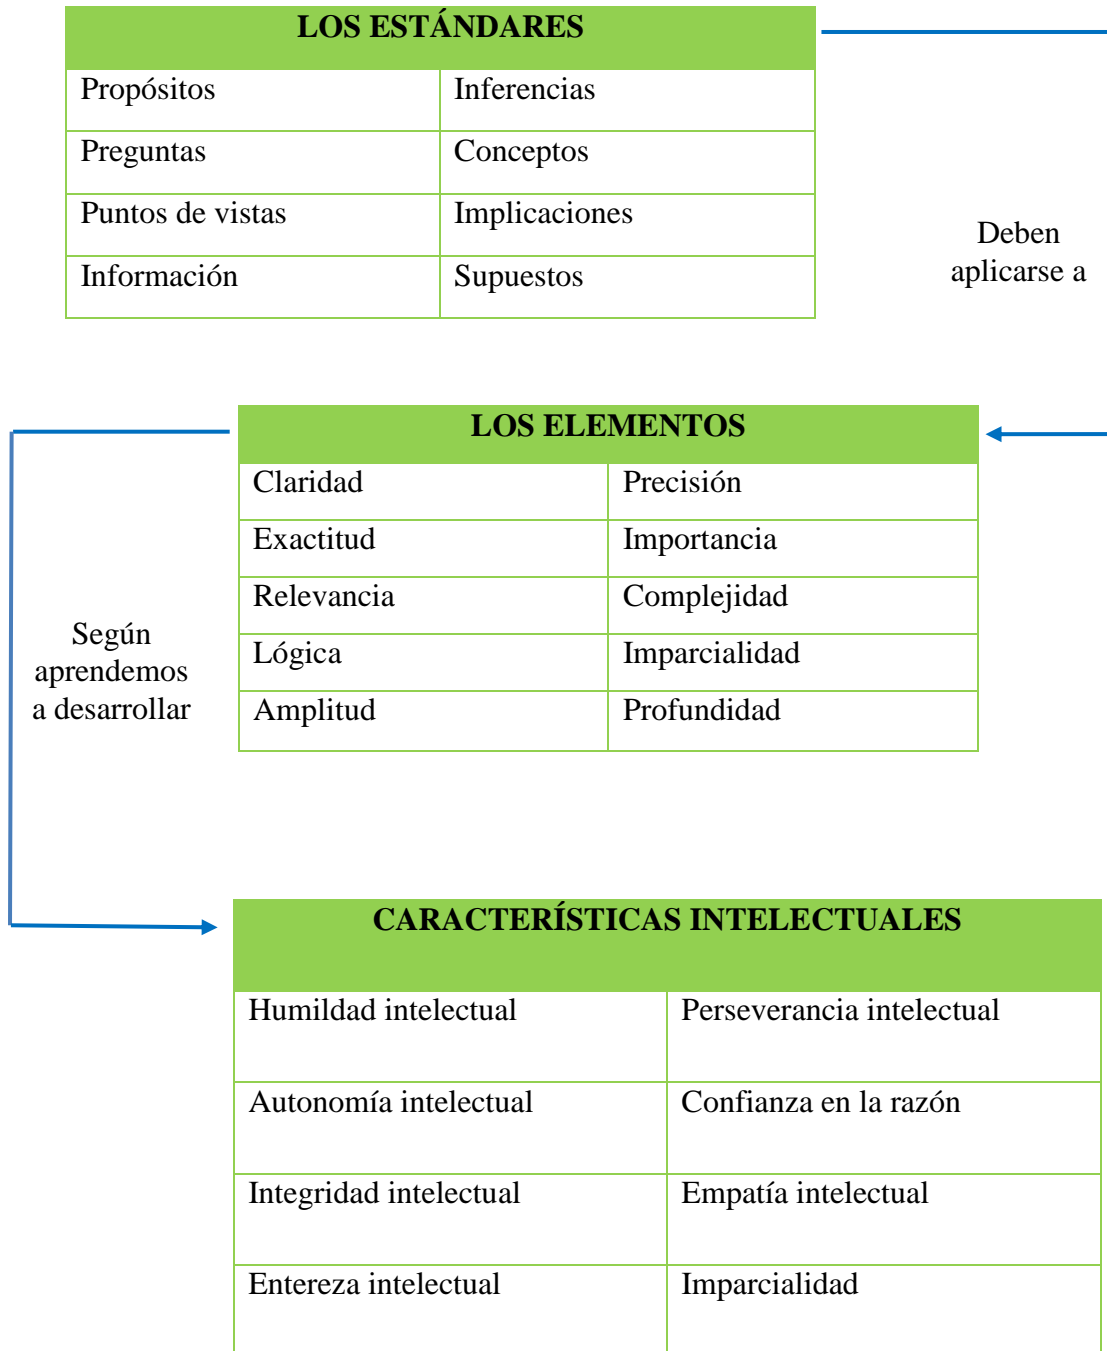 LOS ESTÁNDARES
Propósitos Inferencias
Preguntas Conceptos
Puntos de vistas Implicaciones
Información Supuestos
Deben
aplicarse a
LOS ELEMENTOS
Claridad Precisión
Exactitud Importancia
Relevancia Complejidad
Lógica Imparcialidad
Amplitud Profundidad
Según
aprendemos
a desarrollar
CARACTERÍSTICAS INTELECTUALES
Humildad intelectual Perseverancia intelectual
Autonomía intelectual Confianza en la razón
Integridad intelectual Empatía intelectual
Entereza intelectual Imparcialidad